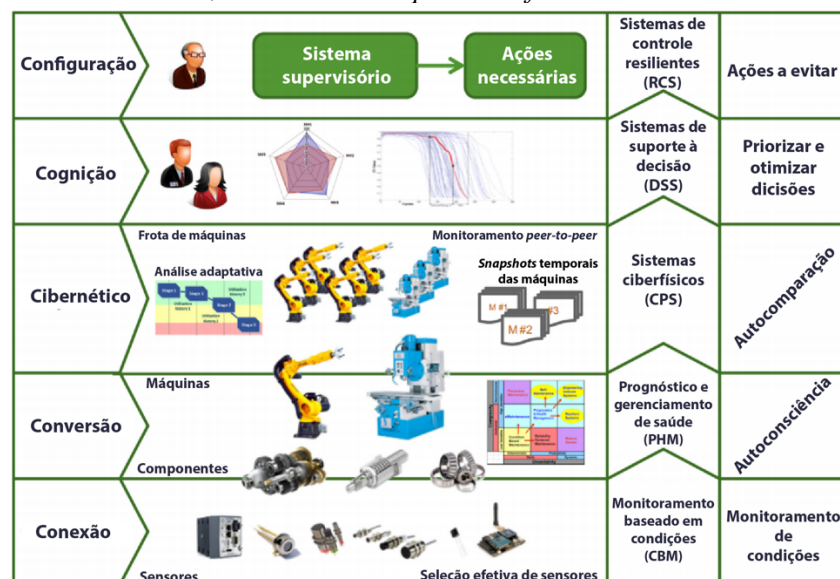 Configuração
Sistema
supervisório
Ações
necessárias
Sistemas de
controle
resilientes
(RCS)
Ações a evitar
Cognição
Sistemas de
suporte à
decisão
(DSS)
Priorizar e
otimizar
dicisões
Cibernético
Frota de máquinas
Análise adaptativa
Monitoramento peer-to-peer
Snapshots temporais
das máquinas
M #1
#3
M #2
Sistemas
ciberfísicos
(CPS)
Autocomparação
Conversão
Máquinas
Componentes
Prognóstico e
gerenciamento
de saúde
(PHM)
Autoconsciência
Conexão
Sensores
Seleção efetiva de sensores
Monitoramento
baseado em
condições
(CBM)
Monitoramento
de
condições